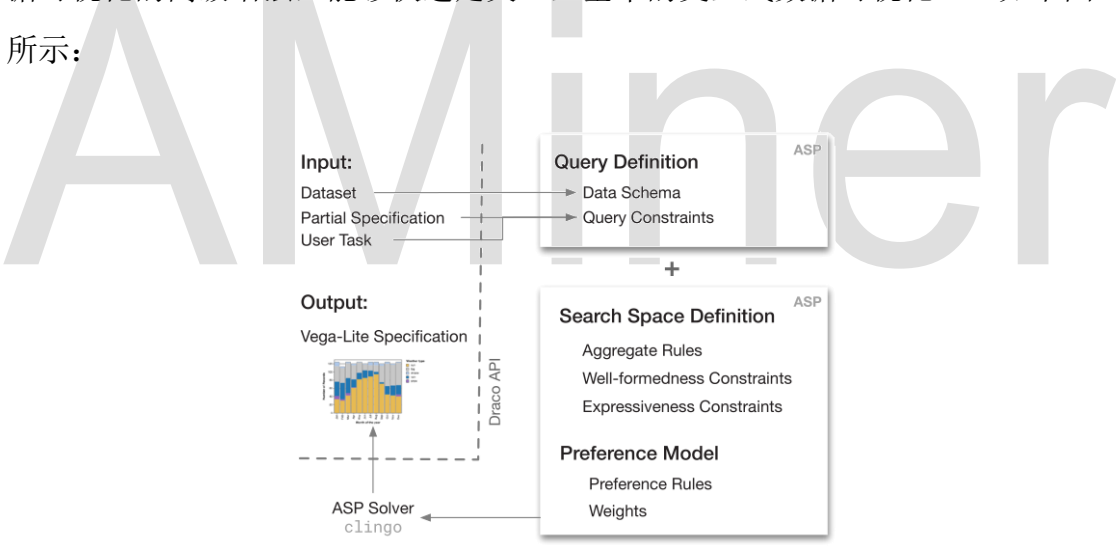 所示：
AMiner
Input:
Dataset
Partial Specification
User Task
Query Definition
ASP
Data Schema
Query Constraints
+
Output:
Vega-Lite Specification
Draco API
Search Space Definition
ASP
Aggregate Rules
Well-formedness Constraints
Expressiveness Constraints
Preference Model
Preference Rules
Weights
ASP Solver
clingo